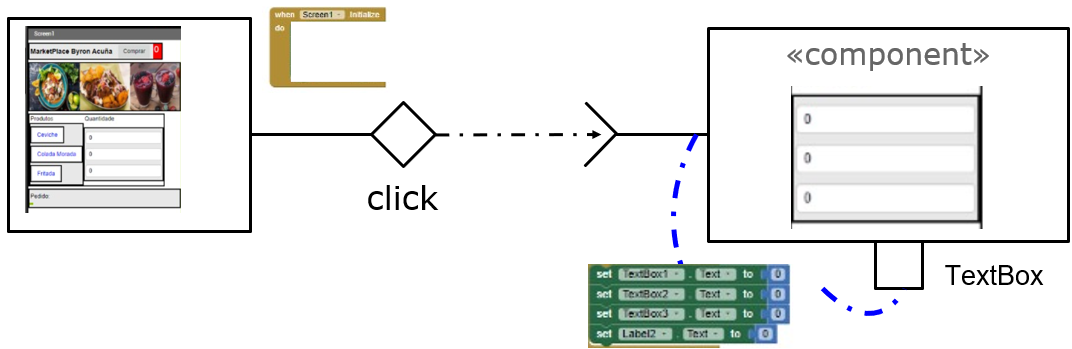 Screen1
MarketPlace Byron Acuña Comprar 0
Produtos Quantidade
Ceviche 0
Colada Morada 0
Fritada 0
Pedido:
when Screen1 .Initialize
do
click
«component»
0
0
0
TextBox
set TextBox1 . Text to 0
set TextBox2 . Text to 0
set TextBox3 . Text to 0
set Label2 . Text to 0